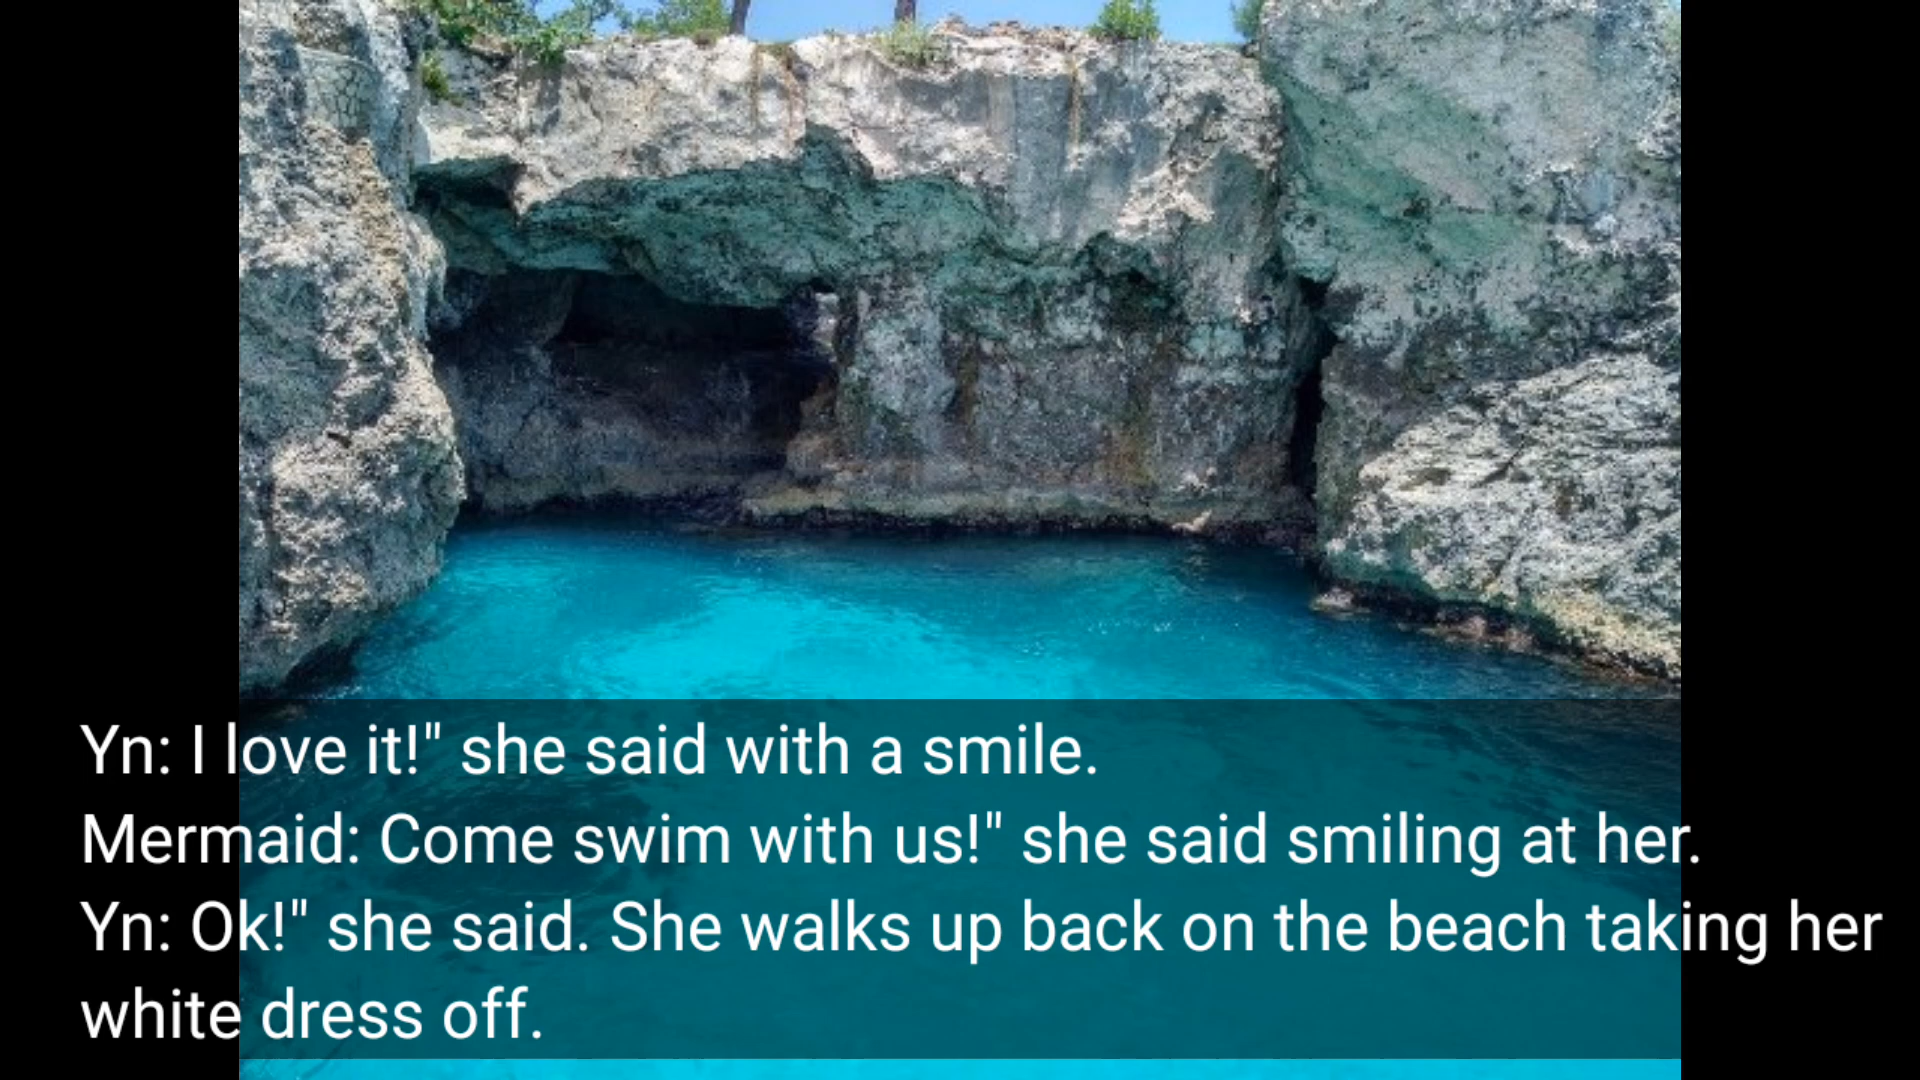 Yn: I love it!" she said with a smile.
Mermaid: Come swim with us!" she said smiling at her.
Yn: Ok!" she said. She walks up back on the beach taking her
white dress off.